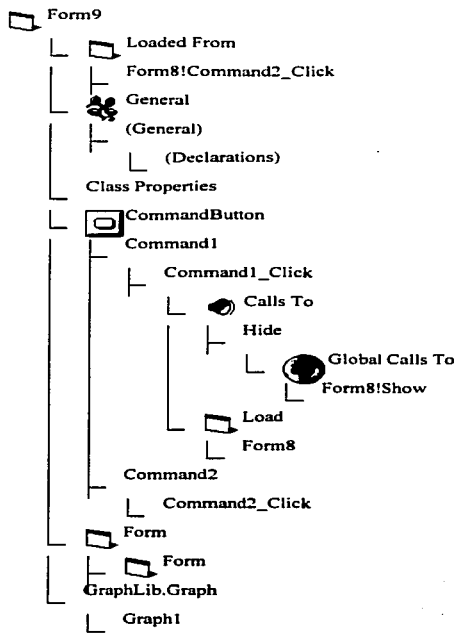 Form9
Loaded From
Form8!Command2_Click
General
(General)
(Declarations)
Class Properties
CommandButton
Command1
Command1_Click
Calls To
Hide
Global Calls To
Form8!Show
Load
Form8
Command2
Command2_Click
Form
Form
GraphLib.Graph
Graph1